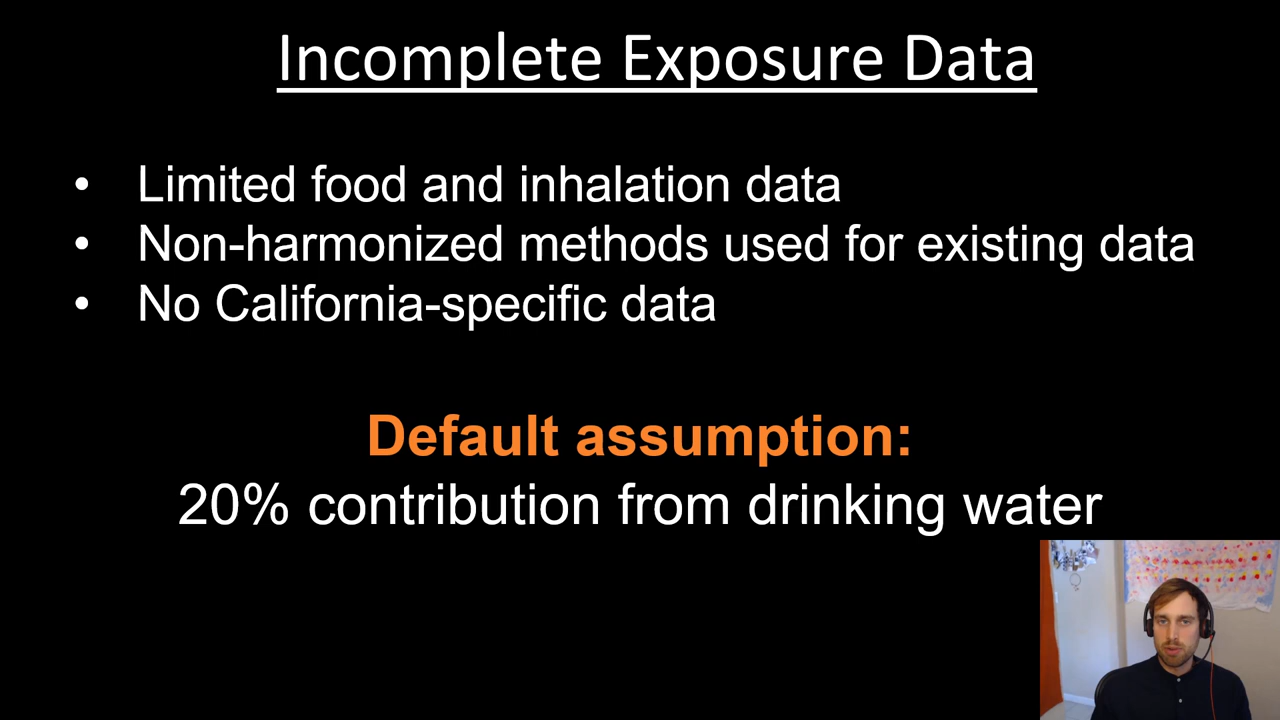 Incomplete Exposure Data
• Limited food and inhalation data
• Non-harmonized methods used for existing data
• No California-specific data
Default assumption:
20% contribution from drinking water